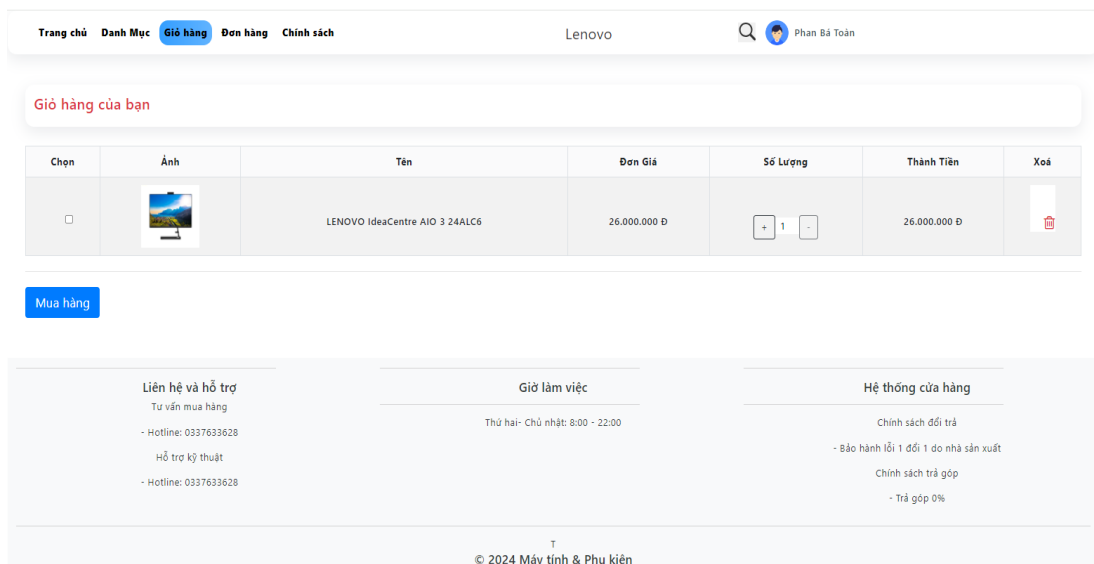 Trang chủ Danh Mục Giỏ hàng Đơn hàng Chính sách Lenovo Phan Bá Toản
Giỏ hàng của bạn
Chọn Ảnh Tên Đơn Giá Số Lượng Thành Tiền Xoá
LENOVO IdeaCentre AIO 3 24ALC6 26.000.000 Đ + 1 - 26.000.000 Đ
Mua hàng
Liên hệ và hỗ trợ
Tư vấn mua hàng
- Hotline: 0337633628
Hỗ trợ kỹ thuật
- Hotline: 0337633628
Giờ làm việc
Thứ hai- Chủ nhật: 8:00 - 22:00
Hệ thống cửa hàng
Chính sách đổi trả
- Bảo hành lỗi 1 đổi 1 do nhà sản xuất
Chính sách trả góp
- Trả góp 0%
T
© 2024 Máy tính & Phụ kiện